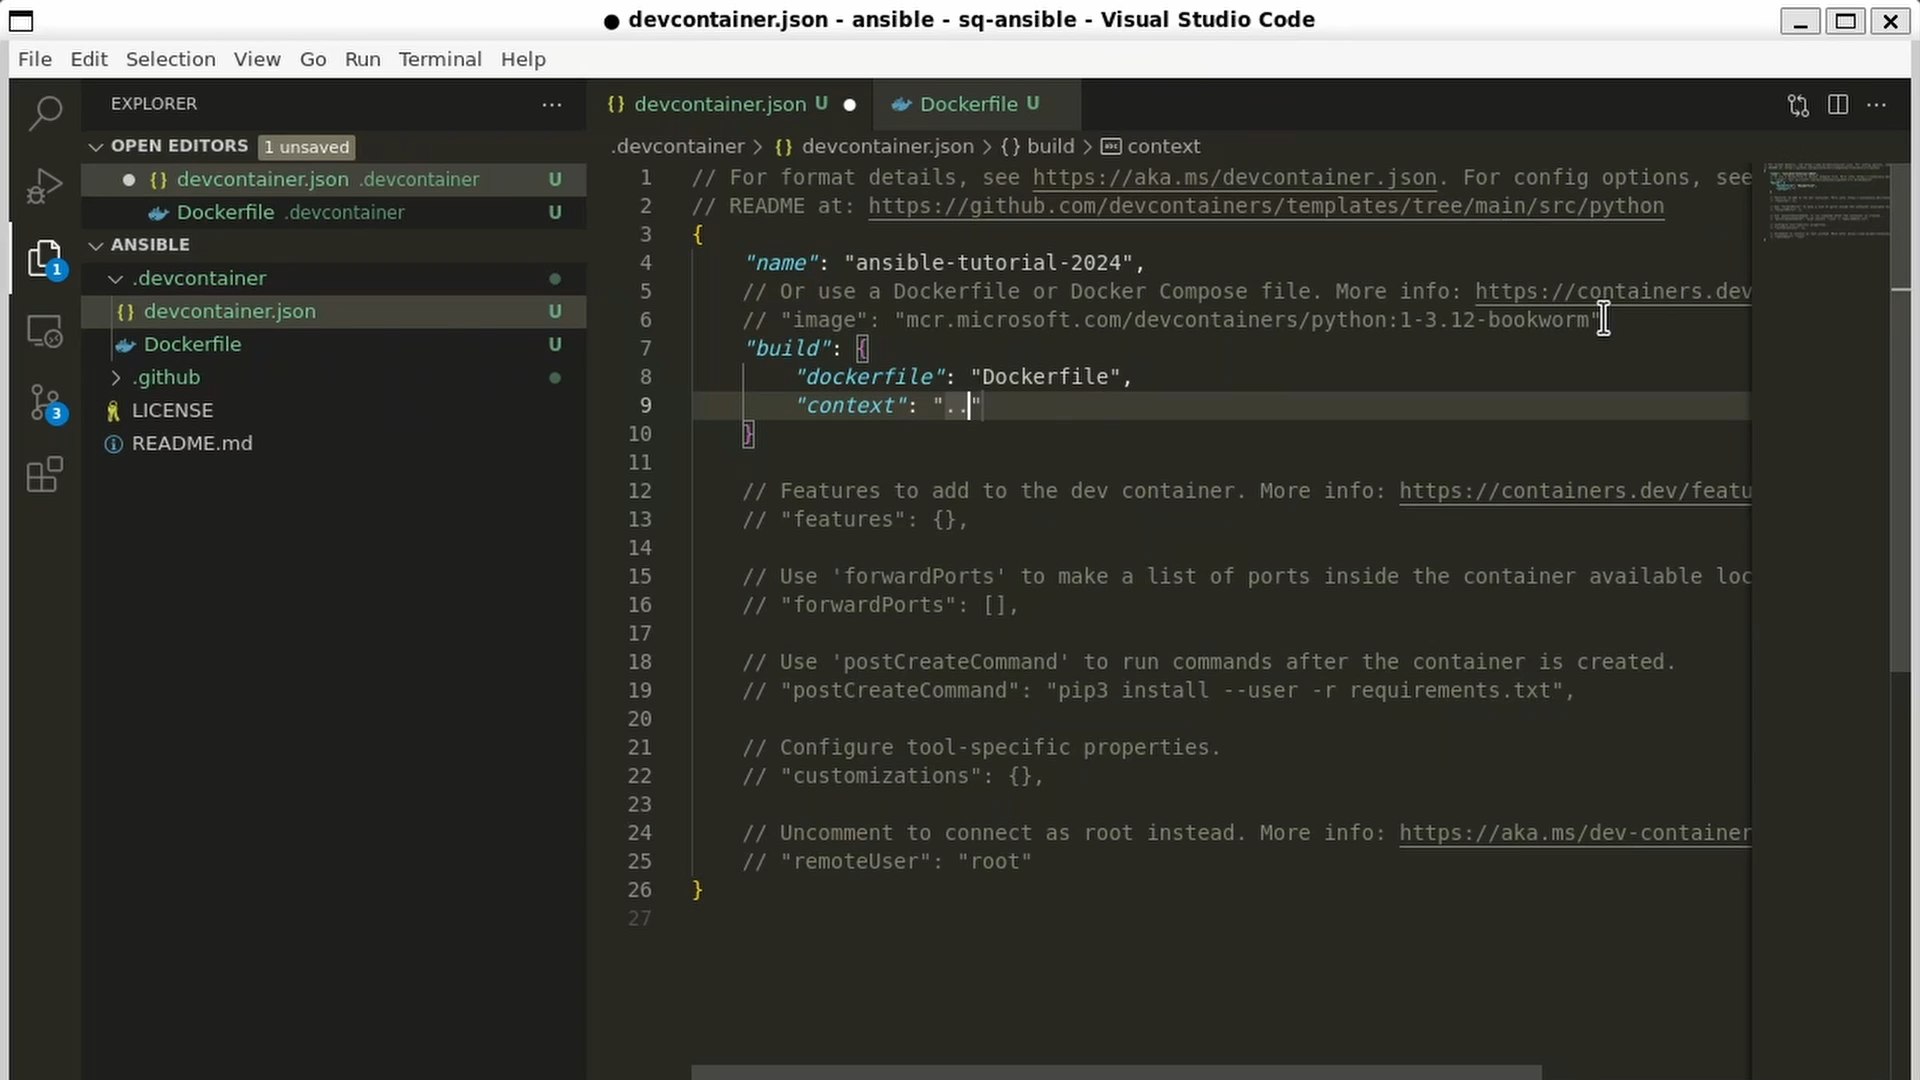 ● devcontainer.json - ansible - sq-ansible - Visual Studio Code
File Edit Selection View Go Run Terminal Help
EXPLORER ...
OPEN EDITORS 1 unsaved
● {} devcontainer.json .devcontainer U
Dockerfile .devcontainer U
ANSIBLE
.devcontainer
{} devcontainer.json U
Dockerfile U
.github
LICENSE
README.md
1
3
{} devcontainer.json U ●
Dockerfile U
.devcontainer > {} devcontainer.json > {} build > context
1 // For format details, see https://aka.ms/devcontainer.json. For config options, see
2 // README at: https://github.com/devcontainers/templates/tree/main/src/python
3 {
4 "name": "ansible-tutorial-2024",
5 // Or use a Dockerfile or Docker Compose file. More info: https://containers.dev
6 // "image": "mcr.microsoft.com/devcontainers/python:1-3.12-bookworm"
7 "build": {
8 "dockerfile": "Dockerfile",
9 "context": ".."
10 }
11
12 // Features to add to the dev container. More info: https://containers.dev/featu
13 // "features": {},
14
15 // Use 'forwardPorts' to make a list of ports inside the container available loc
16 // "forwardPorts": [],
17
18 // Use 'postCreateCommand' to run commands after the container is created.
19 // "postCreateCommand": "pip3 install --user -r requirements.txt",
20
21 // Configure tool-specific properties.
22 // "customizations": {},
23
24 // Uncomment to connect as root instead. More info: https://aka.ms/dev-container
25 // "remoteUser": "root"
26 }
27